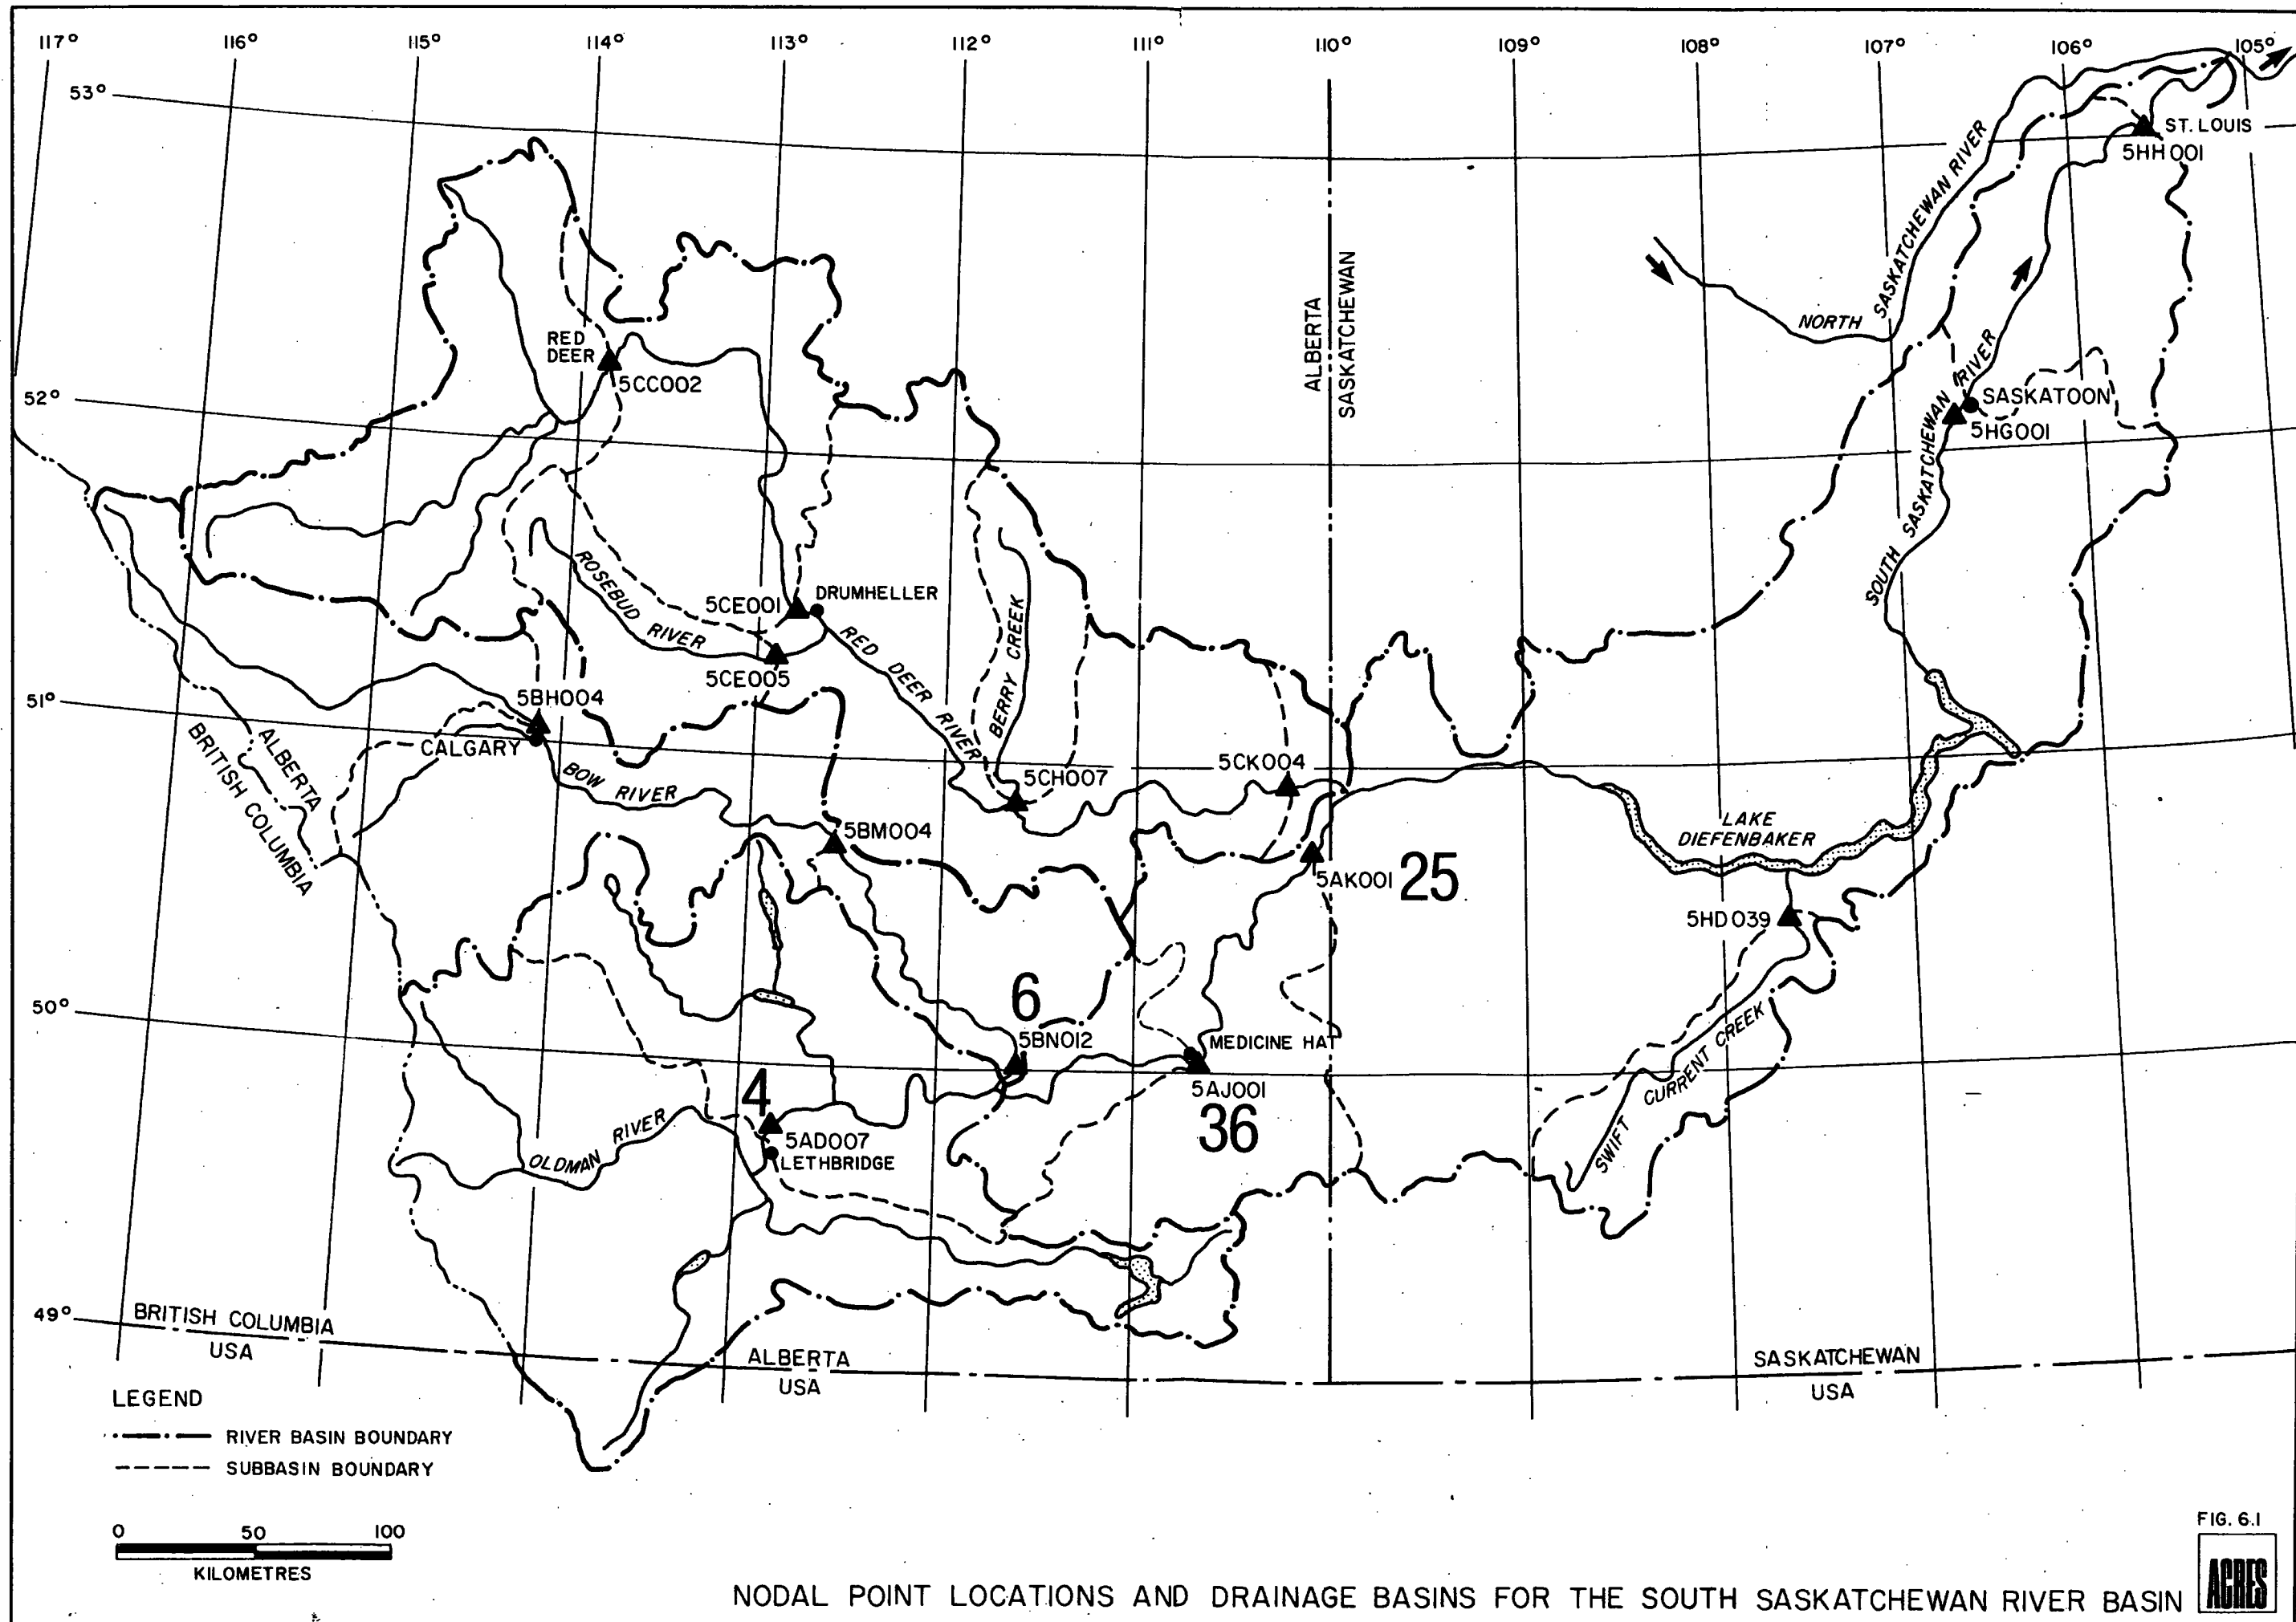 117° 116° 115° 114° 113° 112° 111° 110° 109° 108° 107° 106° 105°
53°
ST. LOUIS
5HH001
NORTH SASKATCHEWAN RIVER
ALBERTA
SASKATCHEWAN
RED
DEER
5CC002
52°
SASKATOON
5HG001
SOUTH SASKATCHEWAN RIVER
ROSEBUD RIVER
5CE001
DRUMHELLER
RED DEER RIVER
BERRY CREEK
5CE005
51°
5BH004
CALGARY
ALBERTA
BRITISH COLUMBIA
BOW RIVER
5CH007
5CK004
5BM004
LAKE
DIEFENBAKER
5AK001
25
5HD039
50°
6
5BN012
MEDICINE HAT
5AJ001
36
SWIFT CURRENT CREEK
4
5AD007
LETHBRIDGE
OLDMAN RIVER
49°
BRITISH COLUMBIA
USA
ALBERTA
USA
SASKATCHEWAN
USA
LEGEND
RIVER BASIN BOUNDARY
SUBBASIN BOUNDARY
0 50 100
KILOMETRES
FIG. 6.1
NODAL POINT LOCATIONS AND DRAINAGE BASINS FOR THE SOUTH SASKATCHEWAN RIVER BASIN
ACRES